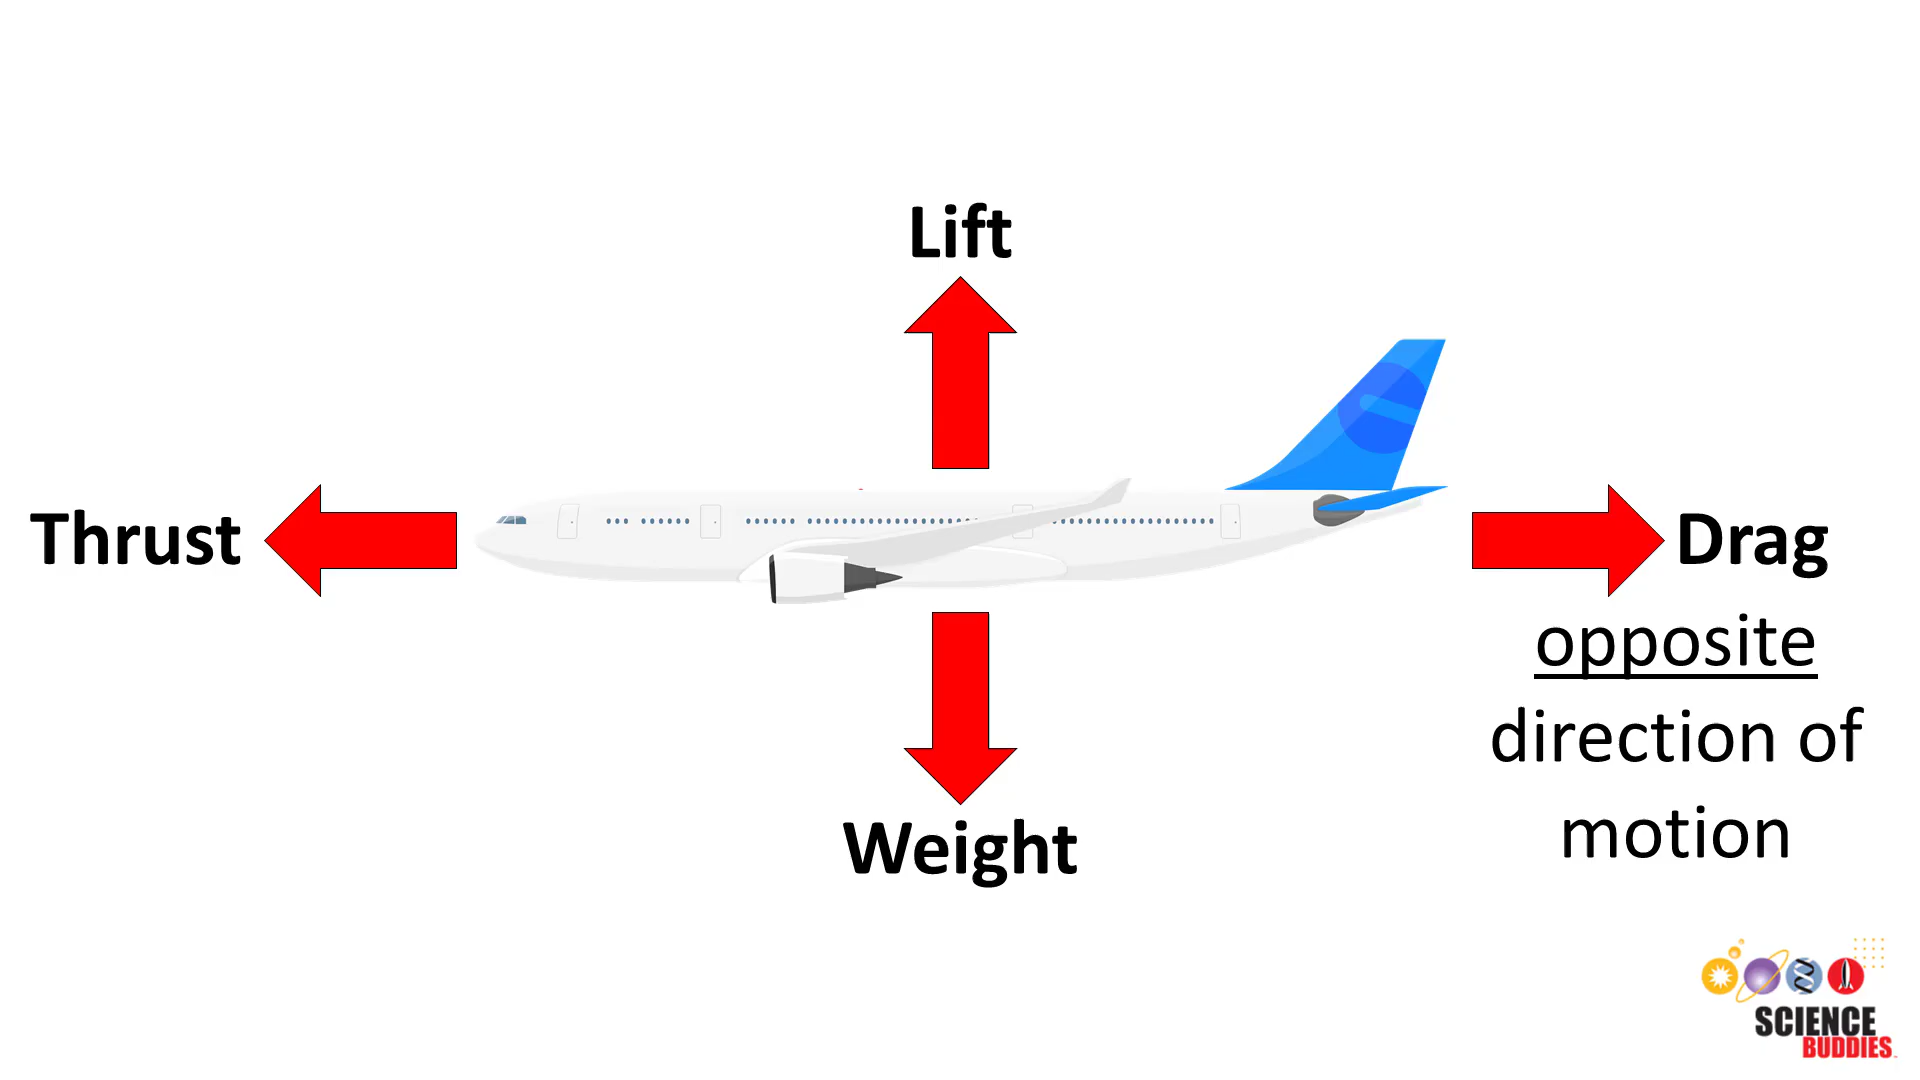 Lift
Thrust
Drag
opposite
direction of
motion
Weight
SCIENCE
BUDDIES